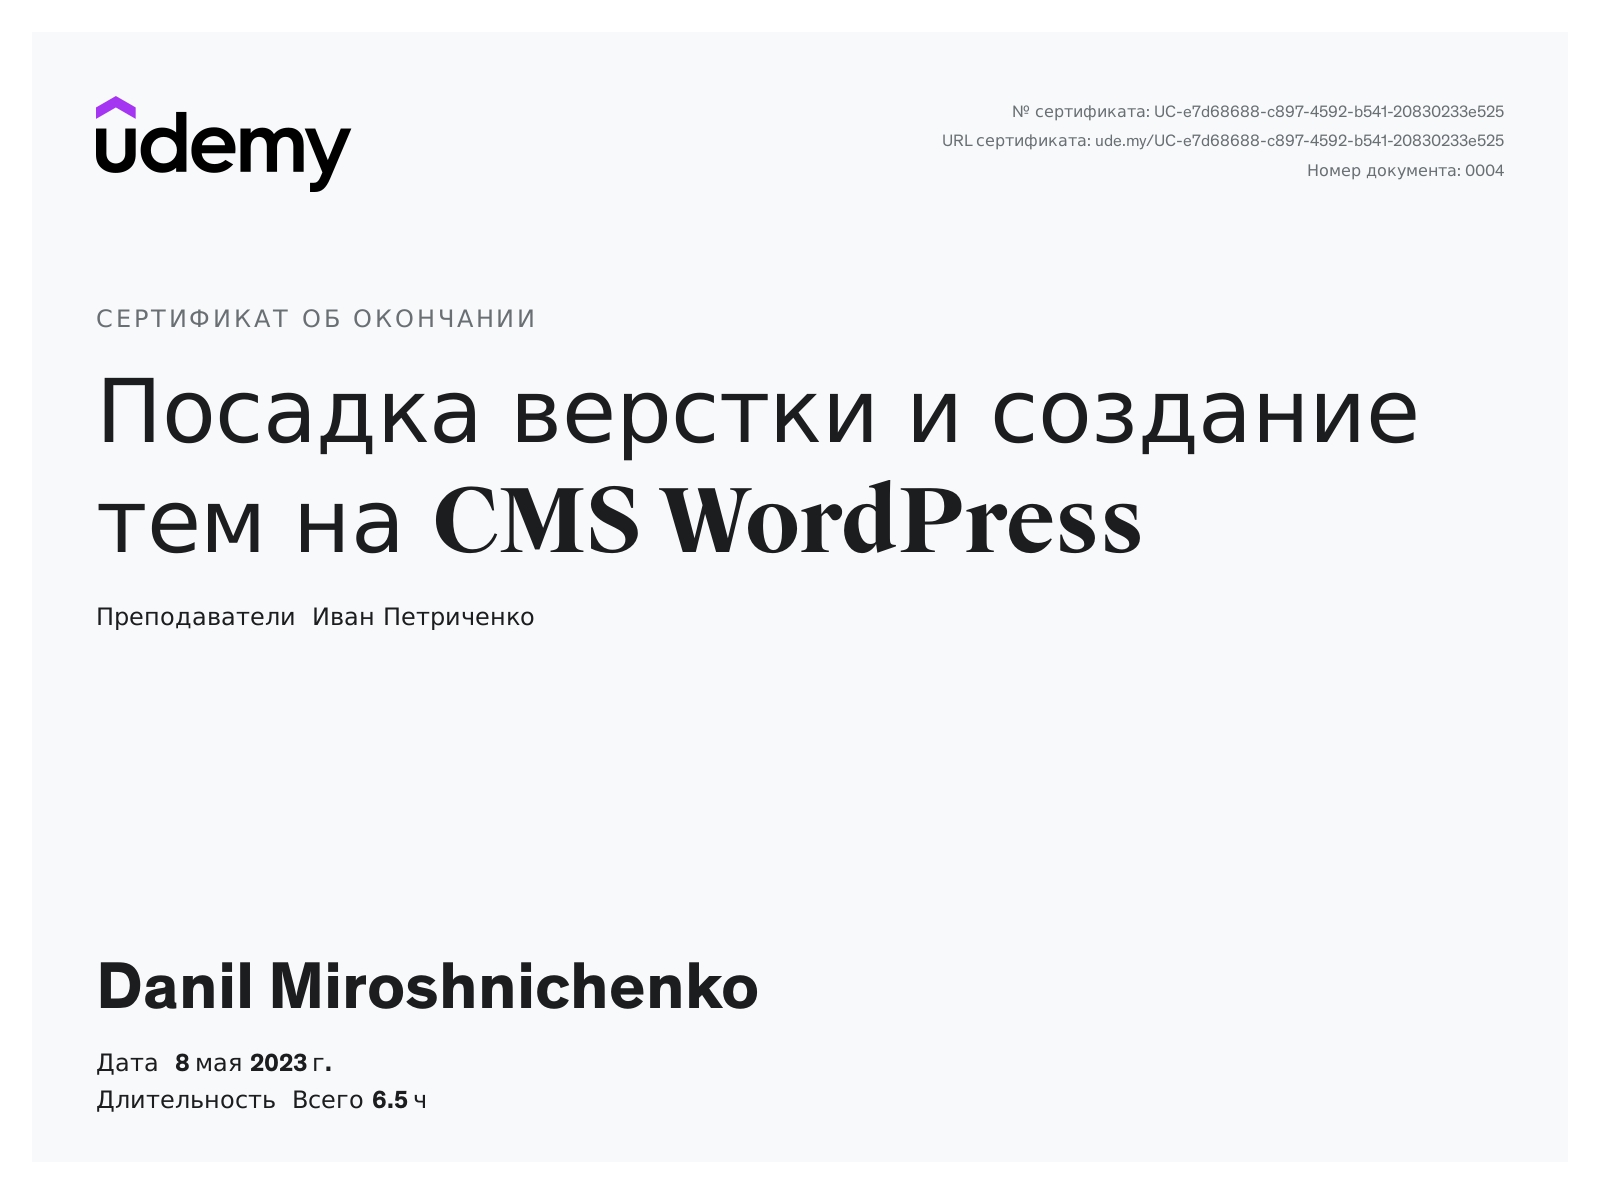 udemy
№ сертификата: UC-e7d68688-c897-4592-b541-20830233e525
URL сертификата: ude.my/UC-e7d68688-c897-4592-b541-20830233e525
Номер документа: 0004
СЕРТИФИКАТ ОБ ОКОНЧАНИИ
Посадка верстки и создание
тем на CMS WordPress
Преподаватели Иван Петриченко
Danil Miroshnichenko
Дата 8 мая 2023 г.
Длительность Всего 6.5 ч